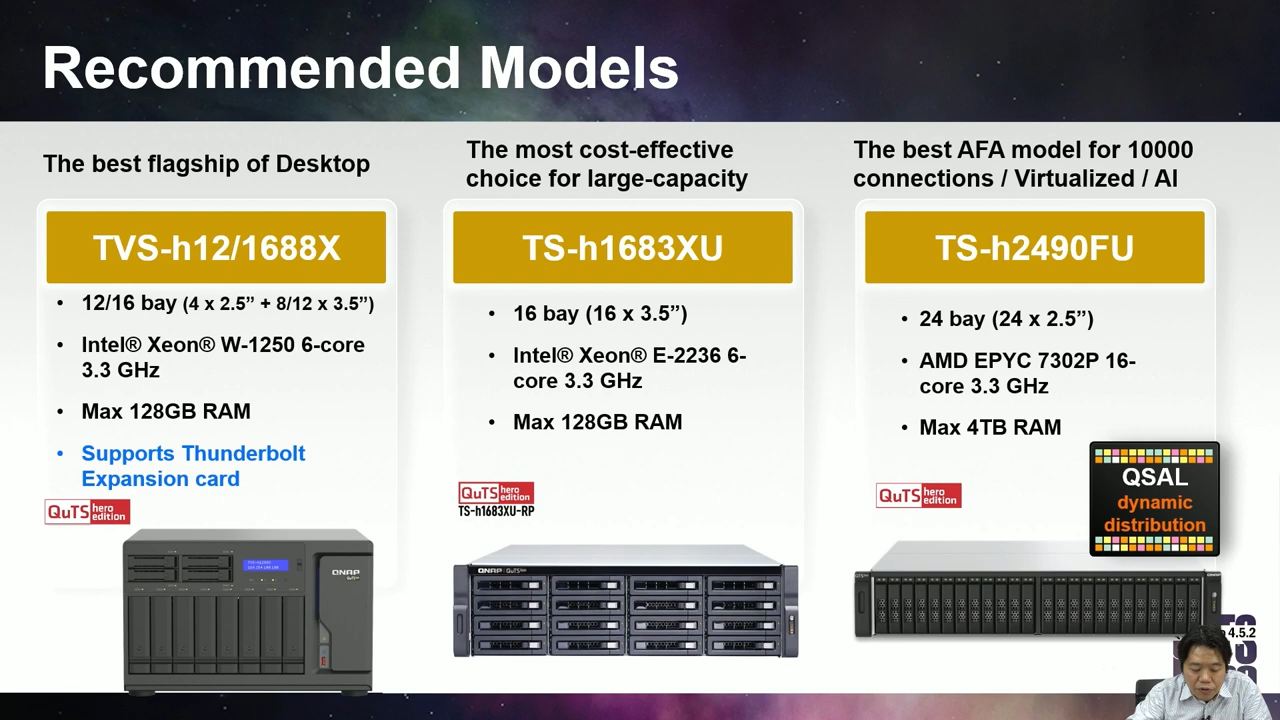 Recommended Models
The best flagship of Desktop
TVS-h12/1688X
• 12/16 bay (4 x 2.5” + 8/12 x 3.5”)
• Intel® Xeon® W-1250 6-core
3.3 GHz
• Max 128GB RAM
• Supports Thunderbolt
Expansion card
QuTS hero
edition
QNAP
The most cost-effective
choice for large-capacity
TS-h1683XU
• 16 bay (16 x 3.5”)
• Intel® Xeon® E-2236 6-
core 3.3 GHz
• Max 128GB RAM
QuTS hero
edition
TS-h1683XU-RP
QNAP
The best AFA model for 10000
connections / Virtualized / AI
TS-h2490FU
• 24 bay (24 x 2.5”)
• AMD EPYC 7302P 16-
core 3.3 GHz
• Max 4TB RAM
QuTS hero
edition
QSAL
dynamic
distribution
4.5.2